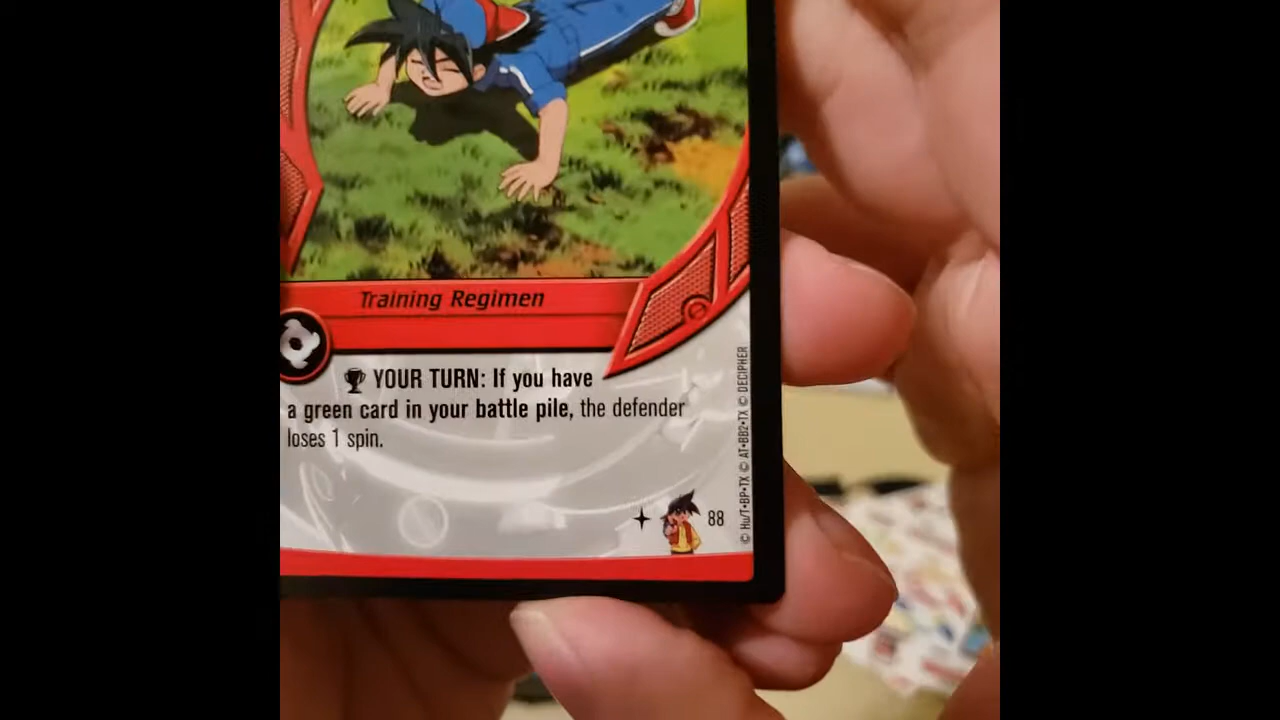 Training Regimen
YOUR TURN: If you have
a green card in your battle pile, the defender
loses 1 spin.
88
© Hu/T•BP•TX © AT•BB2•TX © DECIPHER